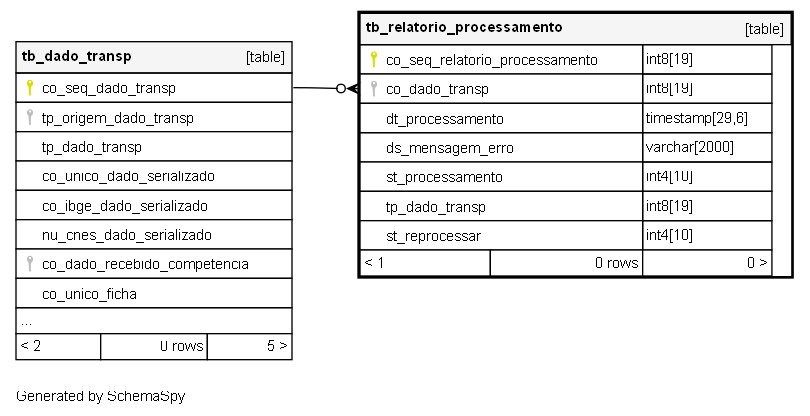 tb_dado_transp [table]
co_seq_dado_transp
tp_origem_dado_transp
tp_dado_transp
co_unico_dado_serializado
co_ibge_dado_serializado
nu_cnes_dado_serializado
co_dado_recebido_competencia
co_unico_ficha
...
< 2 0 rows 5 >
tb_relatorio_processamento [table]
co_seq_relatorio_processamento int8[19]
co_dado_transp int8[19]
dt_processamento timestamp[29,6]
ds_mensagem_erro varchar[2000]
st_processamento int4[10]
tp_dado_transp int8[19]
st_reprocessar int4[10]
< 1 0 rows 0 >
Generated by SchemaSpy